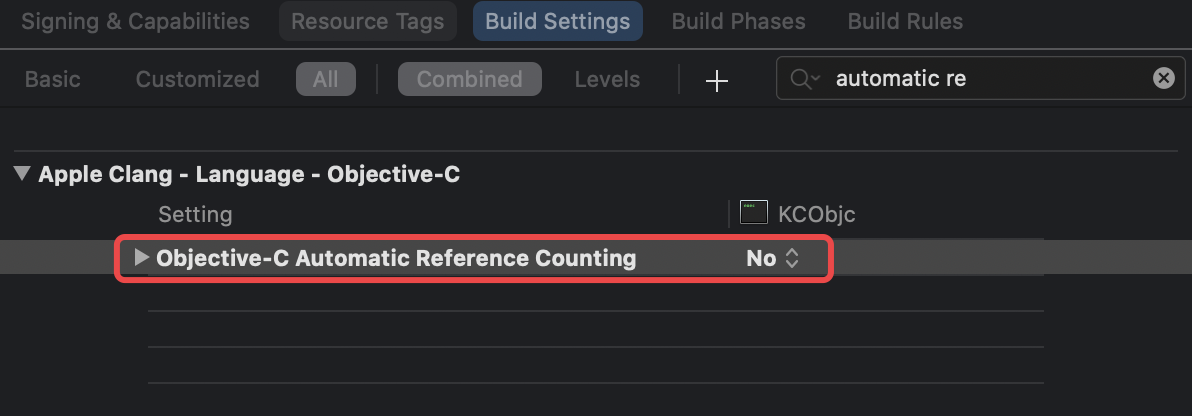 Signing & Capabilities Resource Tags Build Settings Build Phases Build Rules
Basic Customized All Combined Levels + automatic re
Apple Clang - Language - Objective-C
Setting KCObjc
Objective-C Automatic Reference Counting No